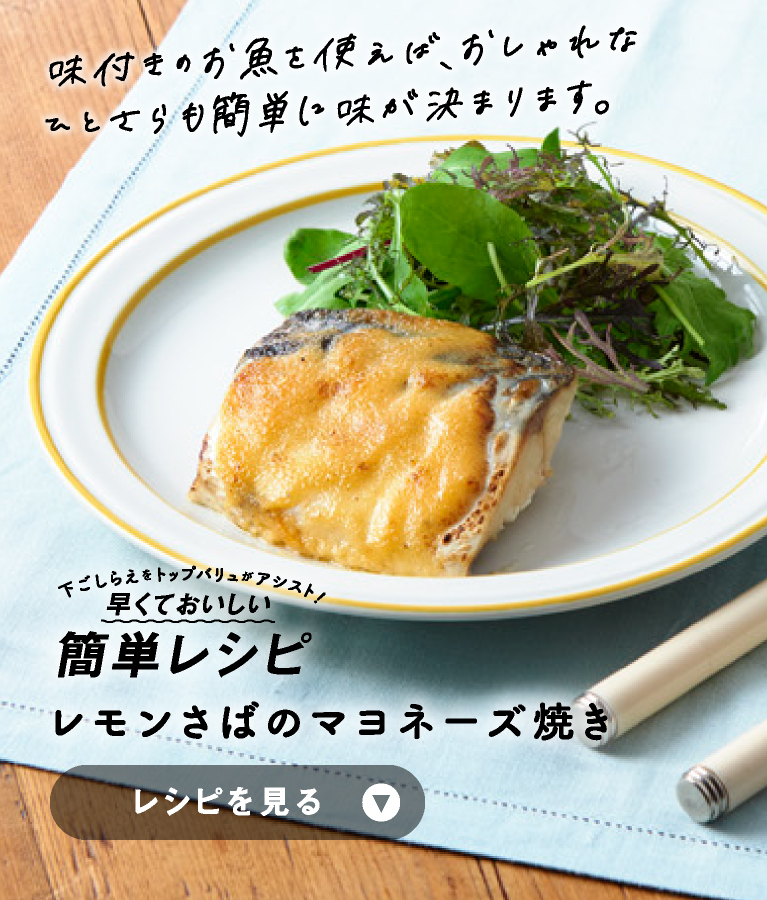 味付きのお魚を使えば、おしゃれな
ひとさらも簡単に味が決まります。
下ごしらえをトップバリュがアシスト!
早くておいしい
簡単レシピ
レモンさばのマヨネーズ焼き
レシピを見る